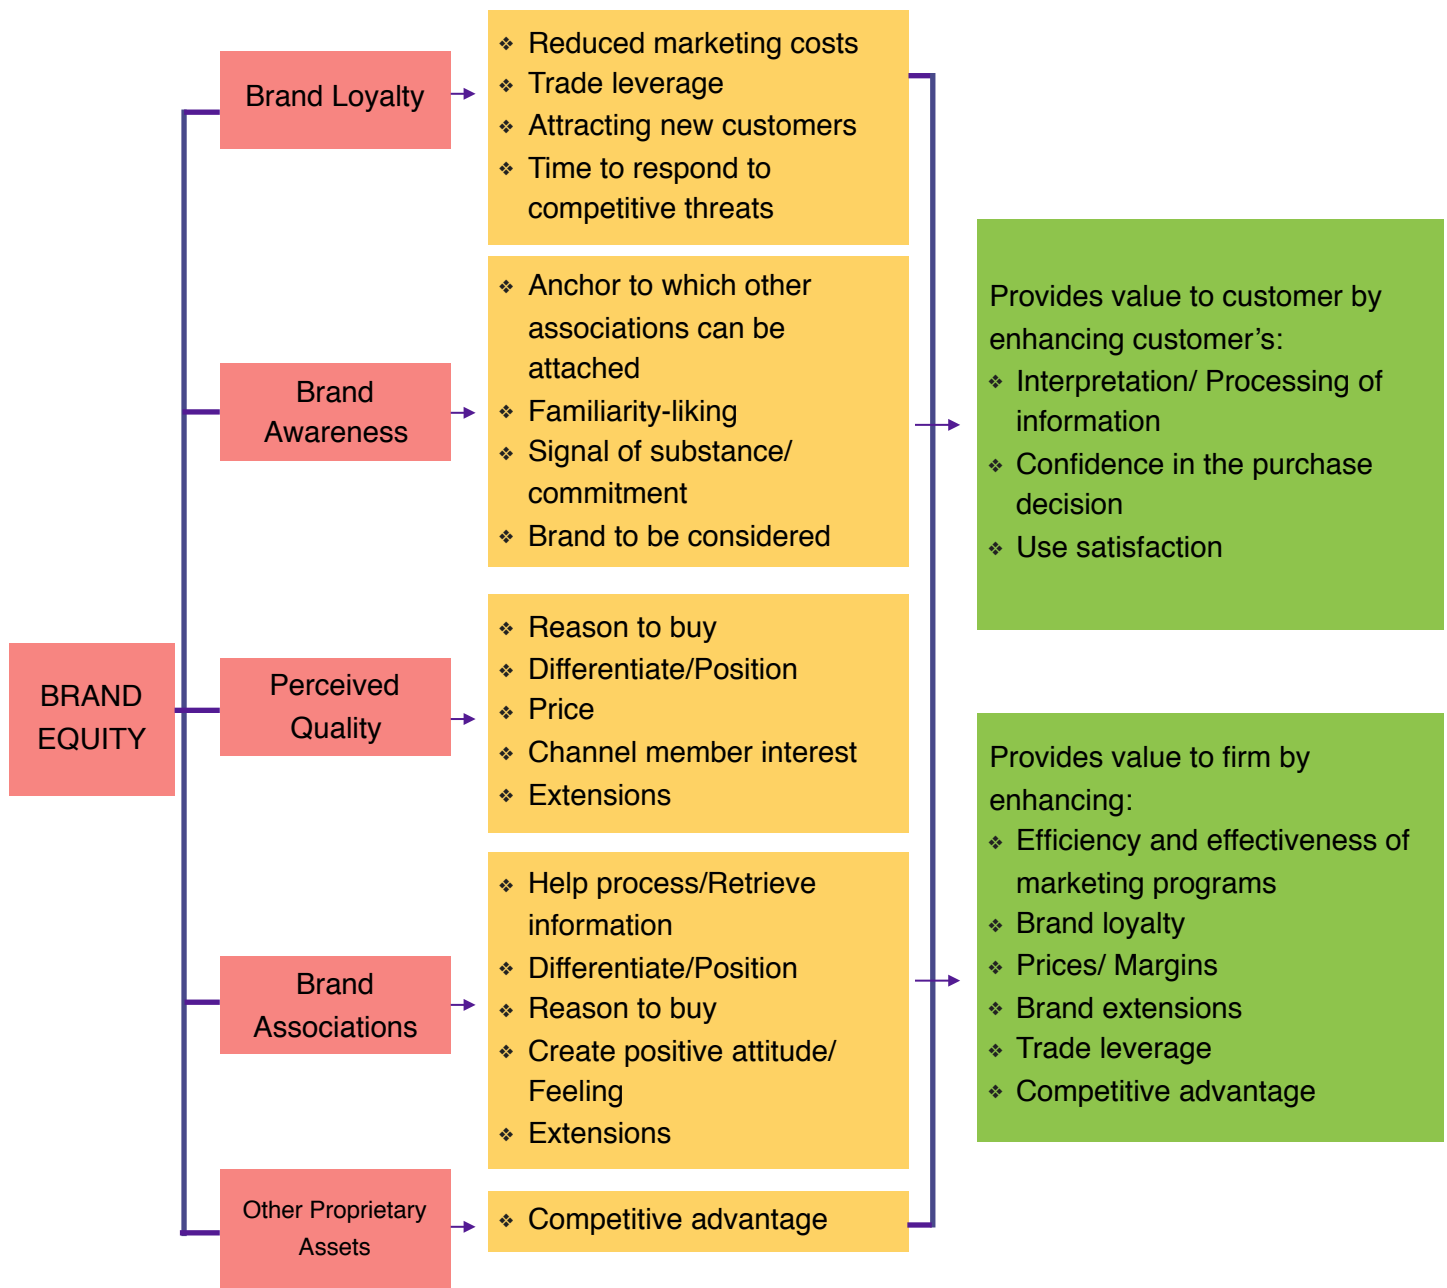 BRAND
EQUITY
Brand Loyalty
❖ Reduced marketing costs
❖ Trade leverage
❖ Attracting new customers
❖ Time to respond to
competitive threats
Brand
Awareness
❖ Anchor to which other
associations can be
attached
❖ Familiarity-liking
❖ Signal of substance/
commitment
❖ Brand to be considered
Perceived
Quality
❖ Reason to buy
❖ Differentiate/Position
❖ Price
❖ Channel member interest
❖ Extensions
Brand
Associations
❖ Help process/Retrieve
information
❖ Differentiate/Position
❖ Reason to buy
❖ Create positive attitude/
Feeling
❖ Extensions
Other Proprietary
Assets
❖ Competitive advantage
Provides value to customer by
enhancing customer’s:
❖ Interpretation/ Processing of
information
❖ Confidence in the purchase
decision
❖ Use satisfaction
Provides value to firm by
enhancing:
❖ Efficiency and effectiveness of
marketing programs
❖ Brand loyalty
❖ Prices/ Margins
❖ Brand extensions
❖ Trade leverage
❖ Competitive advantage